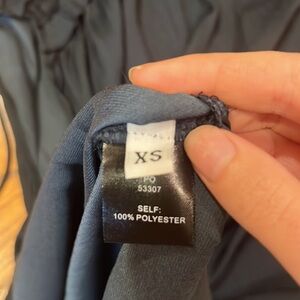 XS
PO
53307
SELF:
100% POLYESTER